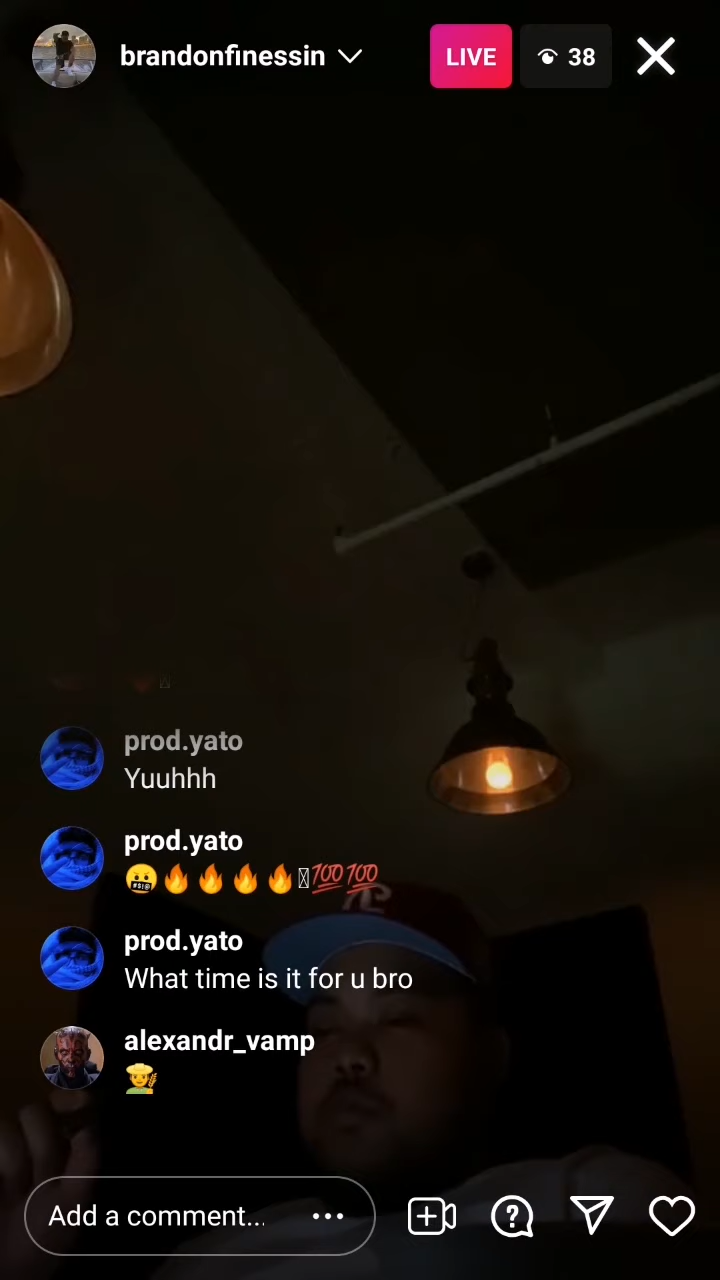 brandonfinessin
LIVE
38
prod.yato
Yuuhhh
prod.yato
🤬🔥🔥🔥🔥💯💯
prod.yato
What time is it for u bro
alexandr_vamp
👨‍🌾
Add a comment...